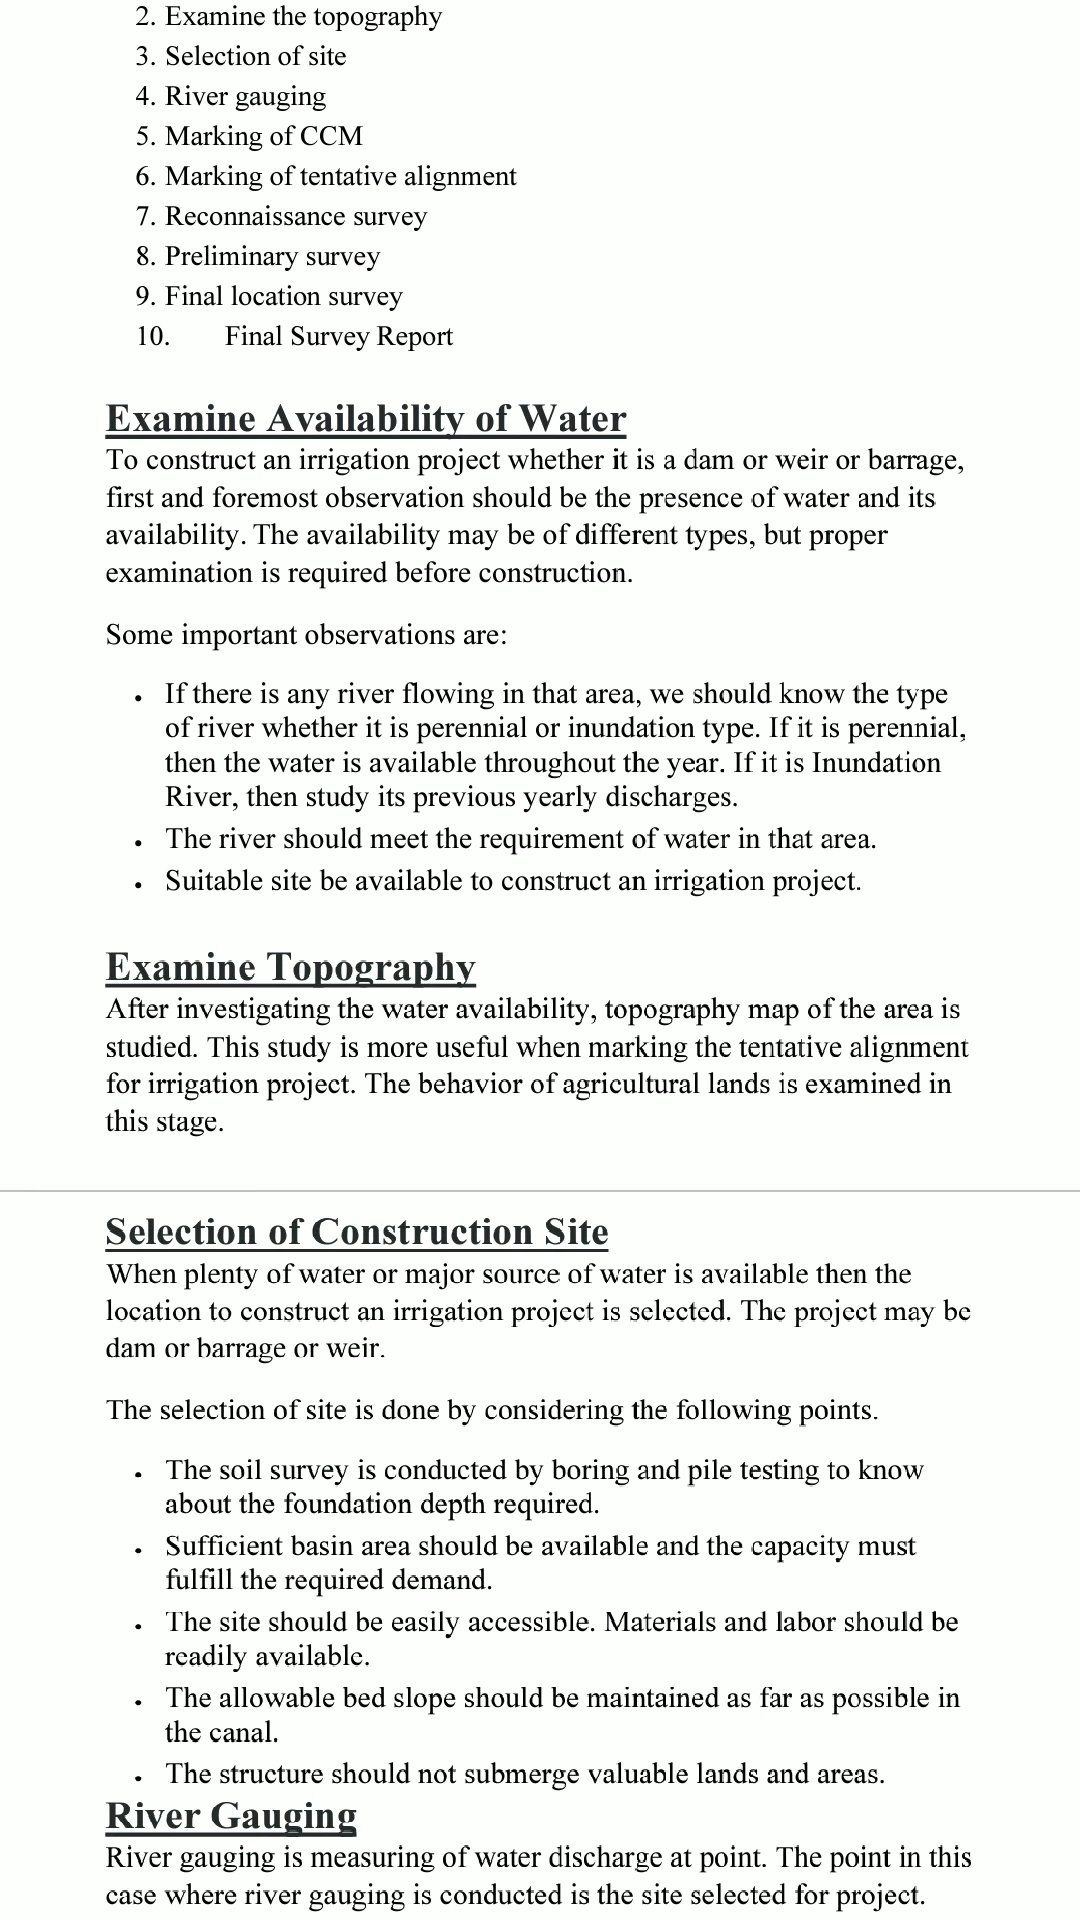 2. Examine the topography
3. Selection of site
4. River gauging
5. Marking of CCM
6. Marking of tentative alignment
7. Reconnaissance survey
8. Preliminary survey
9. Final location survey
10. Final Survey Report
Examine Availability of Water
To construct an irrigation project whether it is a dam or weir or barrage,
first and foremost observation should be the presence of water and its
availability. The availability may be of different types, but proper
examination is required before construction.
Some important observations are:
• If there is any river flowing in that area, we should know the type
of river whether it is perennial or inundation type. If it is perennial,
then the water is available throughout the year. If it is Inundation
River, then study its previous yearly discharges.
• The river should meet the requirement of water in that area.
• Suitable site be available to construct an irrigation project.
Examine Topography
After investigating the water availability, topography map of the area is
studied. This study is more useful when marking the tentative alignment
for irrigation project. The behavior of agricultural lands is examined in
this stage.
Selection of Construction Site
When plenty of water or major source of water is available then the
location to construct an irrigation project is selected. The project may be
dam or barrage or weir.
The selection of site is done by considering the following points.
• The soil survey is conducted by boring and pile testing to know
about the foundation depth required.
• Sufficient basin area should be available and the capacity must
fulfill the required demand.
• The site should be easily accessible. Materials and labor should be
readily available.
• The allowable bed slope should be maintained as far as possible in
the canal.
• The structure should not submerge valuable lands and areas.
River Gauging
River gauging is measuring of water discharge at point. The point in this
case where river gauging is conducted is the site selected for project.